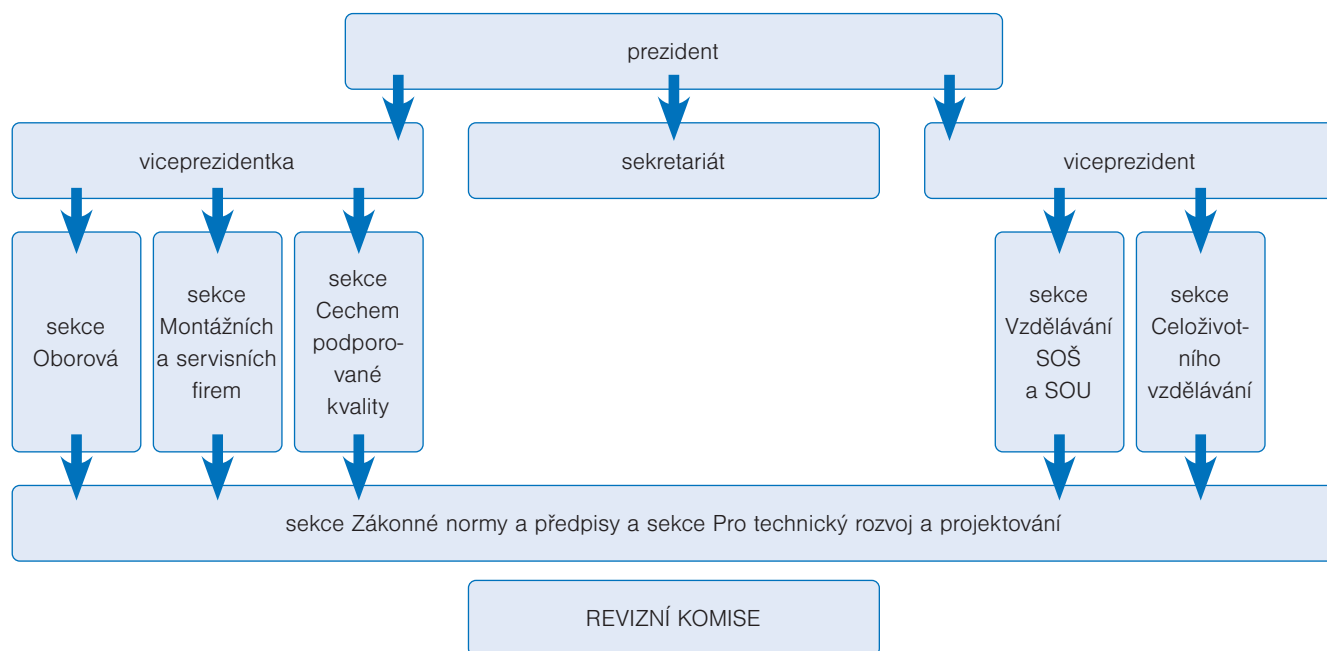 prezident
viceprezidentka
sekretariát
viceprezident
sekce
Oborová
sekce
Montážních
a servisních
firem
sekce
Cechem
podporo-
vané
kvality
sekce
Vzdělávání
SOŠ
a SOU
sekce
Celoživot-
ního
vzdělávání
sekce Zákonné normy a předpisy a sekce Pro technický rozvoj a projektování
REVIZNÍ KOMISE